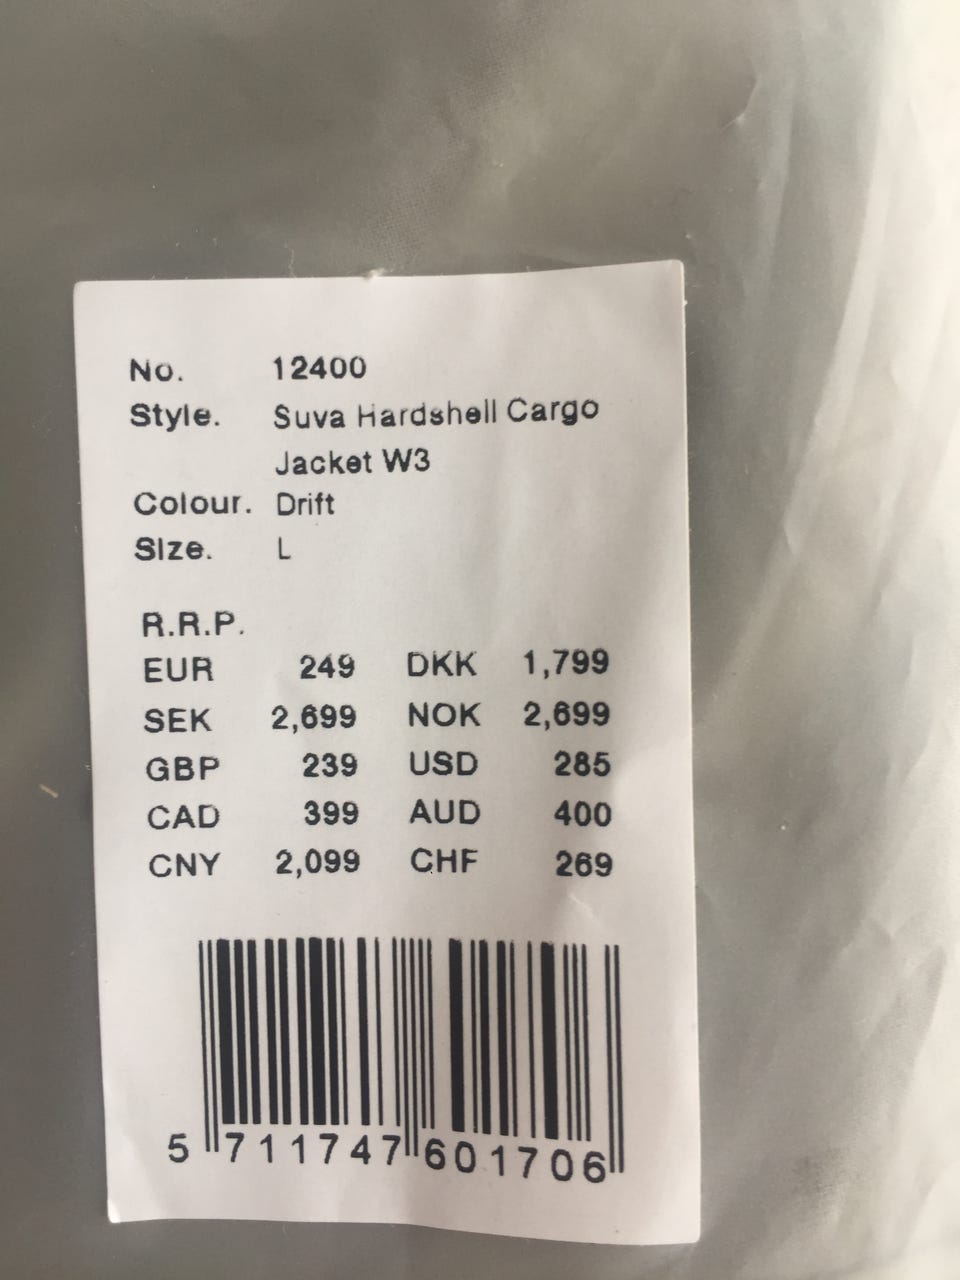 No. 12400
Style. Suva Hardshell Cargo
Jacket W3
Colour. Drift
Size. L
R.R.P.
EUR 249 DKK 1,799
SEK 2,699 NOK 2,699
GBP 239 USD 285
CAD 399 AUD 400
CNY 2,099 CHF 269
5 711747 601706